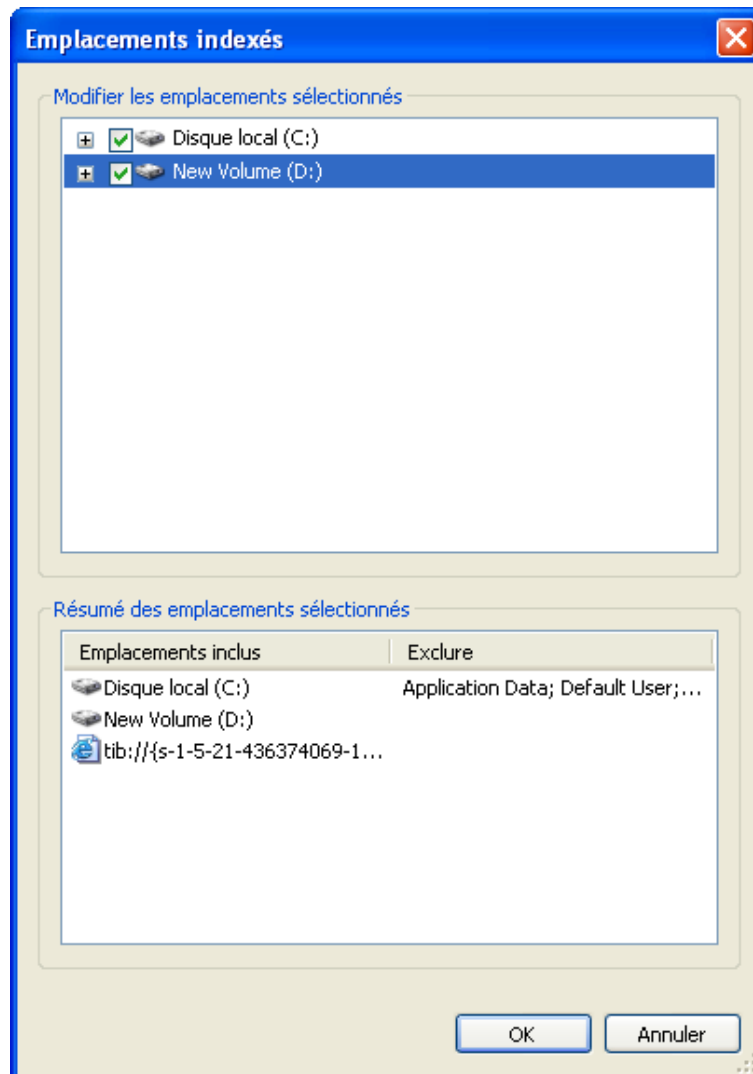 Emplacements indexés
Modifier les emplacements sélectionnés
Disque local (C:)
New Volume (D:)
Résumé des emplacements sélectionnés
Emplacements inclus Exclure
Disque local (C:) Application Data; Default User;...
New Volume (D:)
tib://{s-1-5-21-436374069-1...
OK Annuler